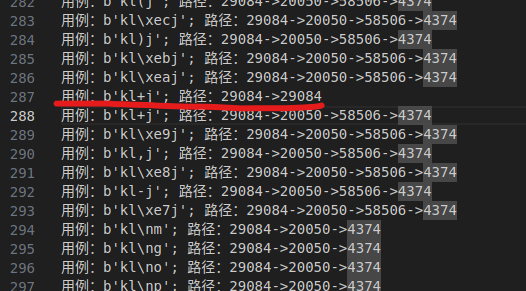 282 用例：b'kl(j'; 路径：29084->20050->58506->4374
283 用例：b'kl\xecj'; 路径：29084->20050->58506->4374
284 用例：b'kl)j'; 路径：29084->20050->58506->4374
285 用例：b'kl\xebj'; 路径：29084->20050->58506->4374
286 用例：b'kl\xeaj'; 路径：29084->20050->58506->4374
287 用例：b'kl+j'; 路径：29084->29084
288 用例：b'kl+j'; 路径：29084->20050->58506->4374
289 用例：b'kl\xe9j'; 路径：29084->20050->58506->4374
290 用例：b'kl,j'; 路径：29084->20050->58506->4374
291 用例：b'kl\xe8j'; 路径：29084->20050->58506->4374
292 用例：b'kl-j'; 路径：29084->20050->58506->4374
293 用例：b'kl\xe7j'; 路径：29084->20050->58506->4374
294 用例：b'kl\nm'; 路径：29084->20050->4374
295 用例：b'kl\ng'; 路径：29084->20050->4374
296 用例：b'kl\no'; 路径：29084->20050->4374
297 用例：b'kl\np'; 路径：29084->20050->4374